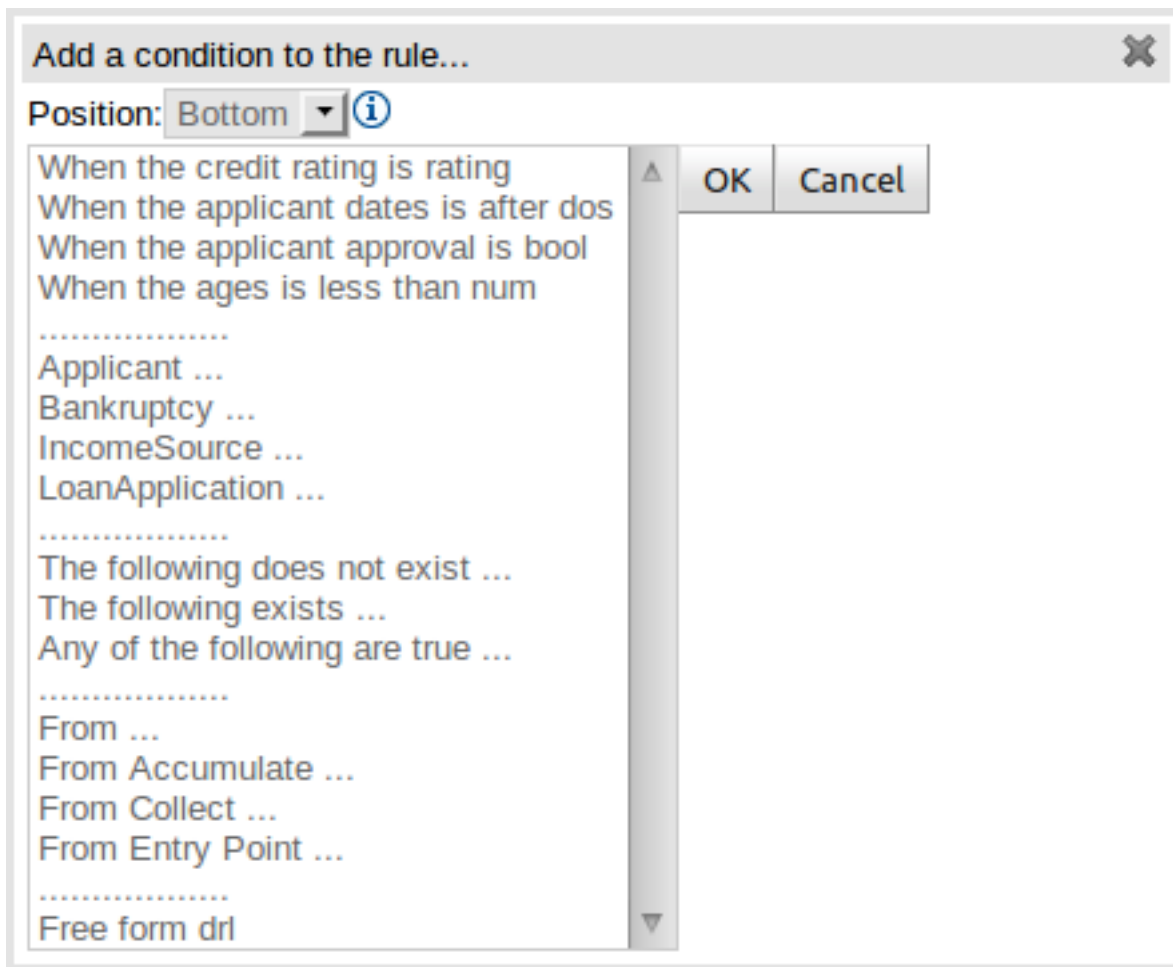 Add a condition to the rule...
Position: Bottom
When the credit rating is rating
When the applicant dates is after dos
When the applicant approval is bool
When the ages is less than num
..................
Applicant ...
Bankruptcy ...
IncomeSource ...
LoanApplication ...
..................
The following does not exist ...
The following exists ...
Any of the following are true ...
..................
From ...
From Accumulate ...
From Collect ...
From Entry Point ...
..................
Free form drl
OK Cancel